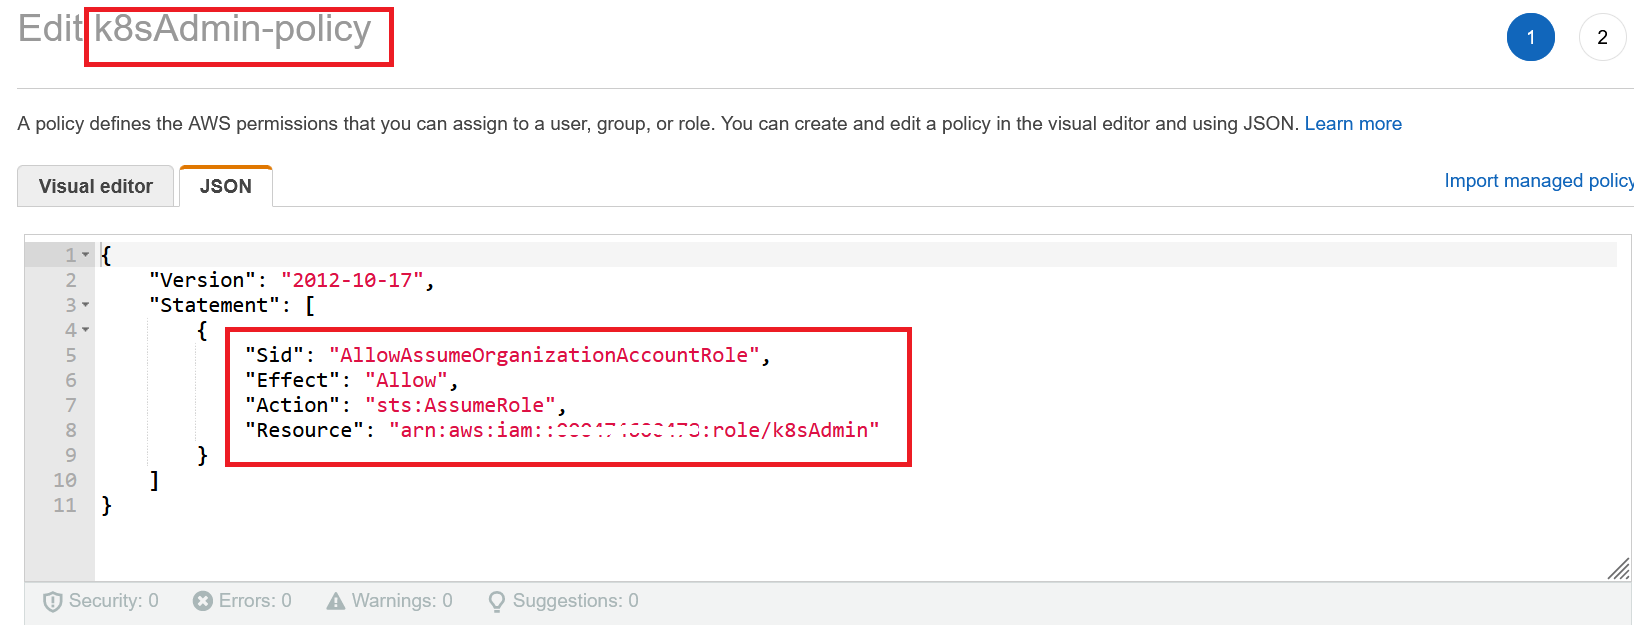 Edit k8sAdmin-policy
1 2
A policy defines the AWS permissions that you can assign to a user, group, or role. You can create and edit a policy in the visual editor and using JSON. Learn more
Visual editor JSON
Import managed policy
1 {
2 "Version": "2012-10-17",
3 "Statement": [
4 {
5 "Sid": "AllowAssumeOrganizationAccountRole",
6 "Effect": "Allow",
7 "Action": "sts:AssumeRole",
8 "Resource": "arn:aws:iam:: :role/k8sAdmin"
9 }
10 ]
11 }
Security: 0 Errors: 0 Warnings: 0 Suggestions: 0